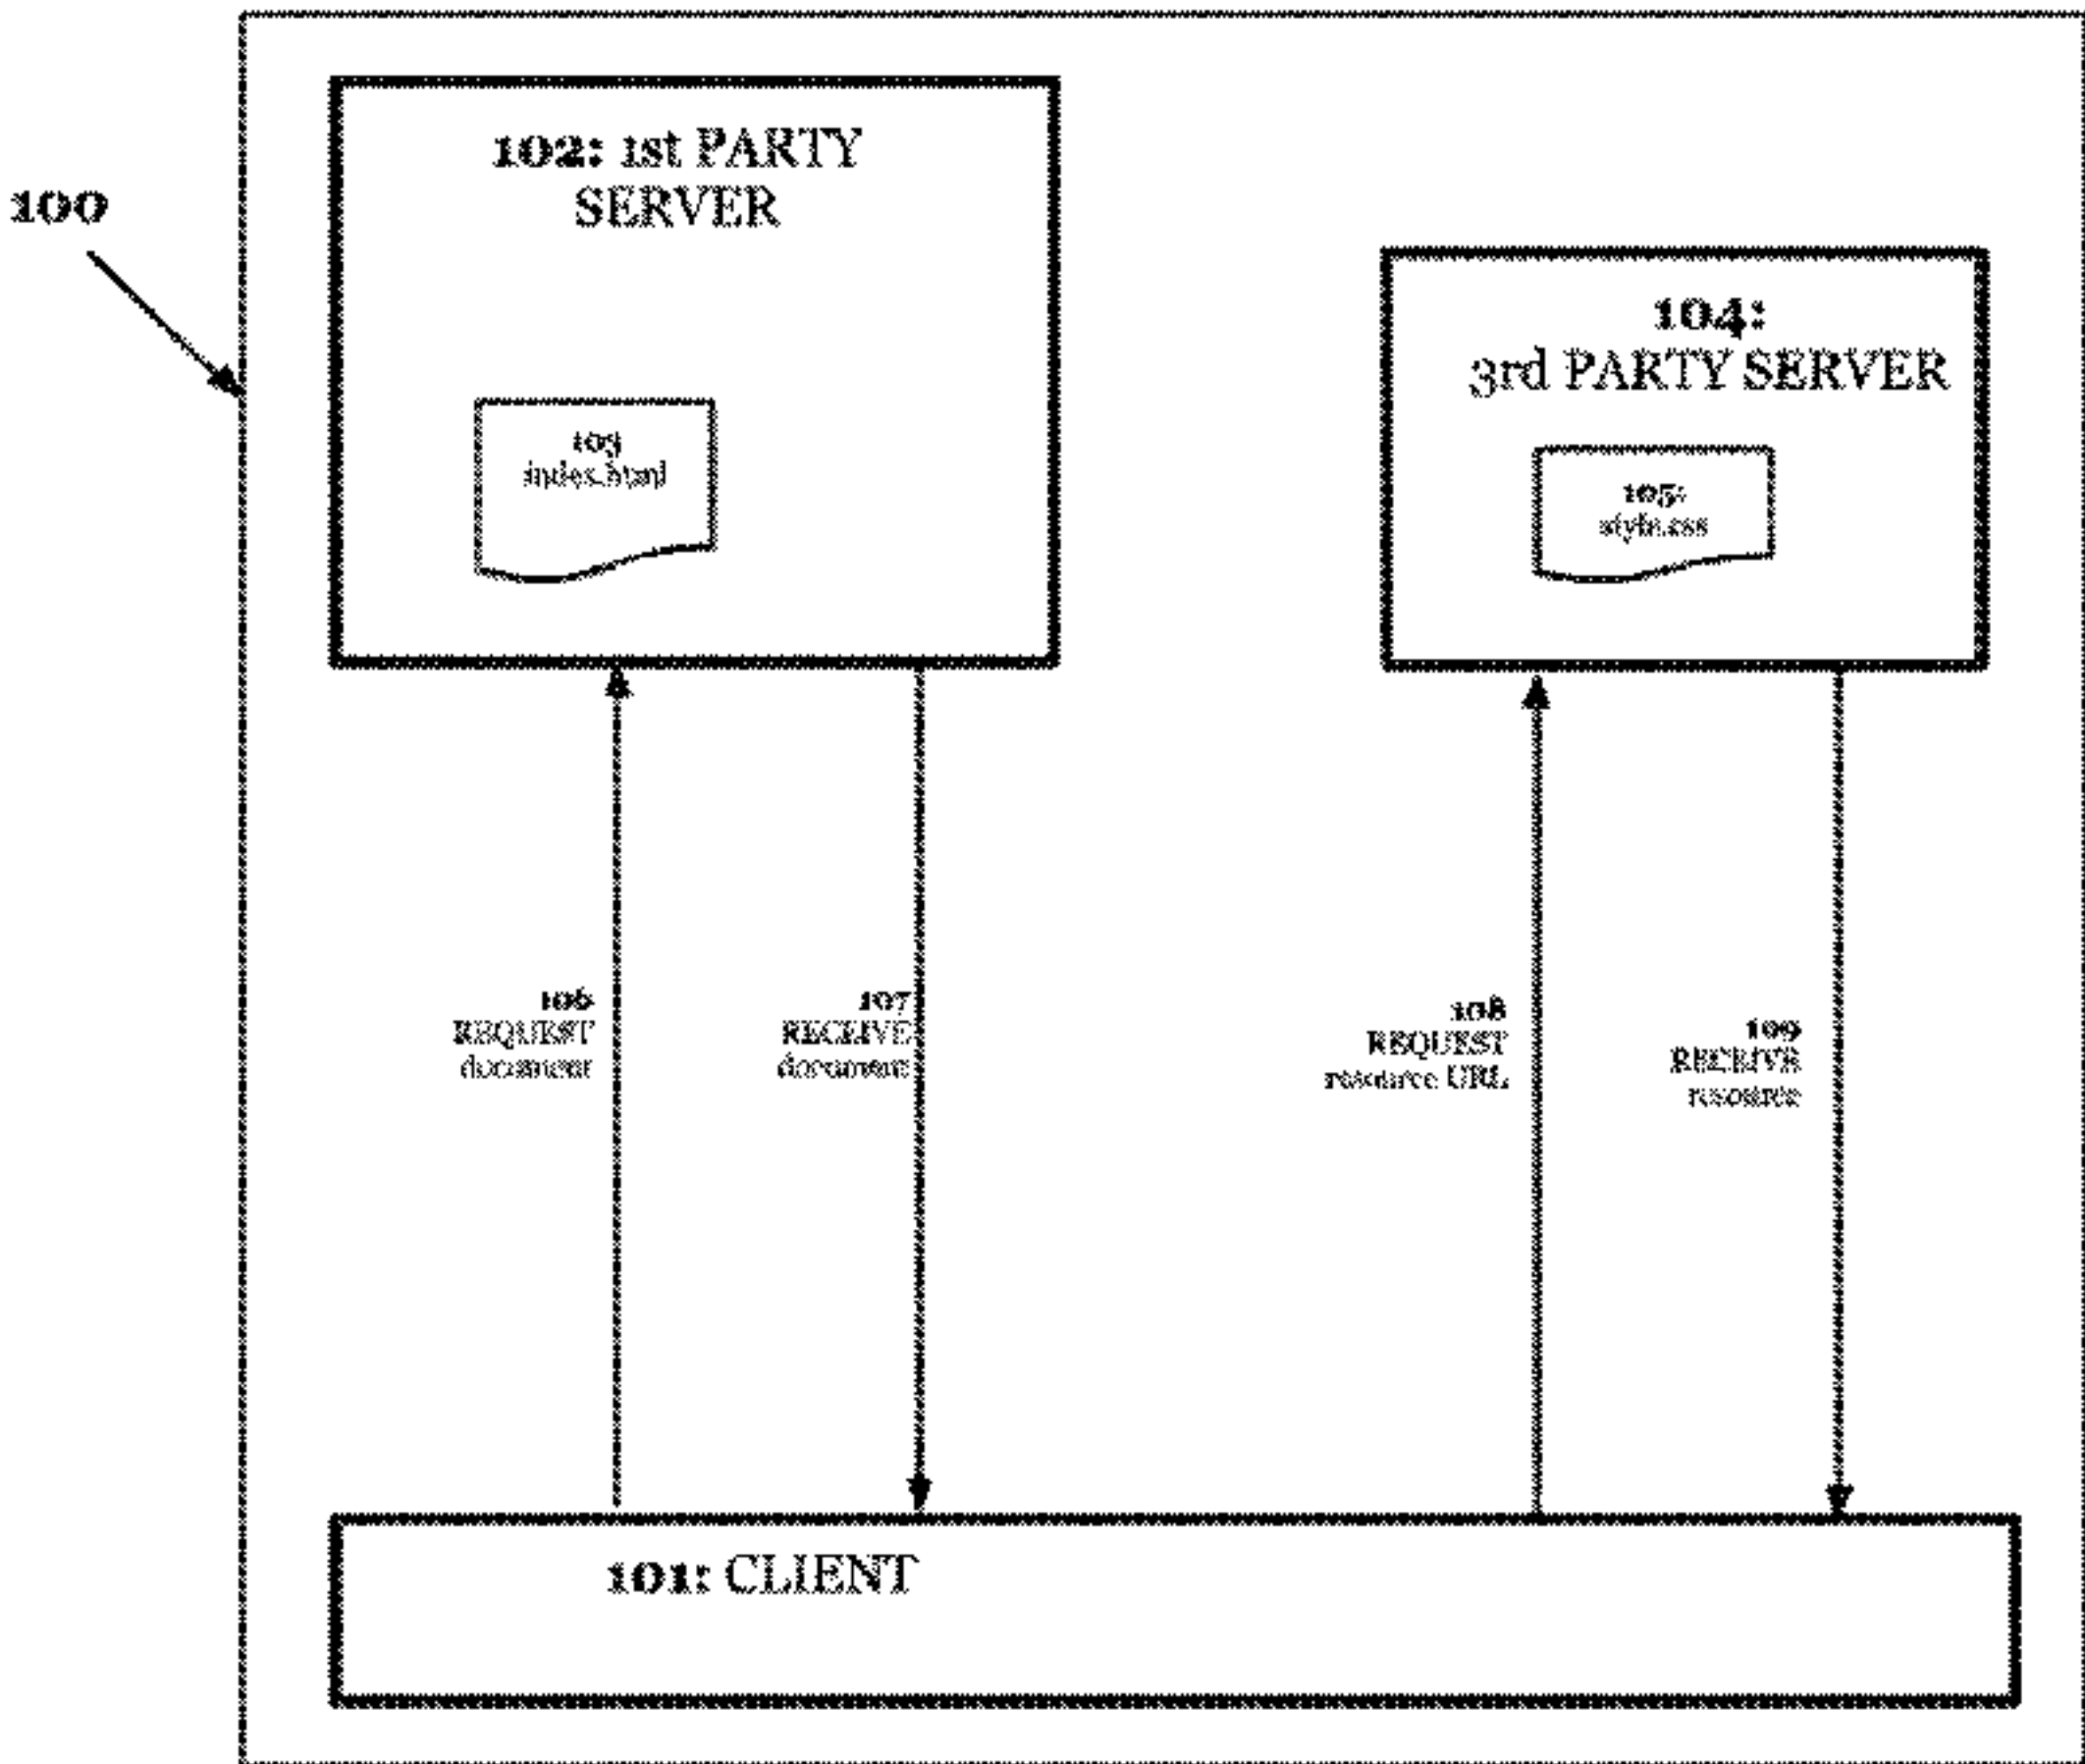 100
102: 1st PARTY
SERVER
103
index.html
104:
3rd PARTY SERVER
105:
style.css
106
REQUEST
document
107
RECEIVE
document
108
REQUEST
resource URL
109
RECEIVE
resource
101: CLIENT